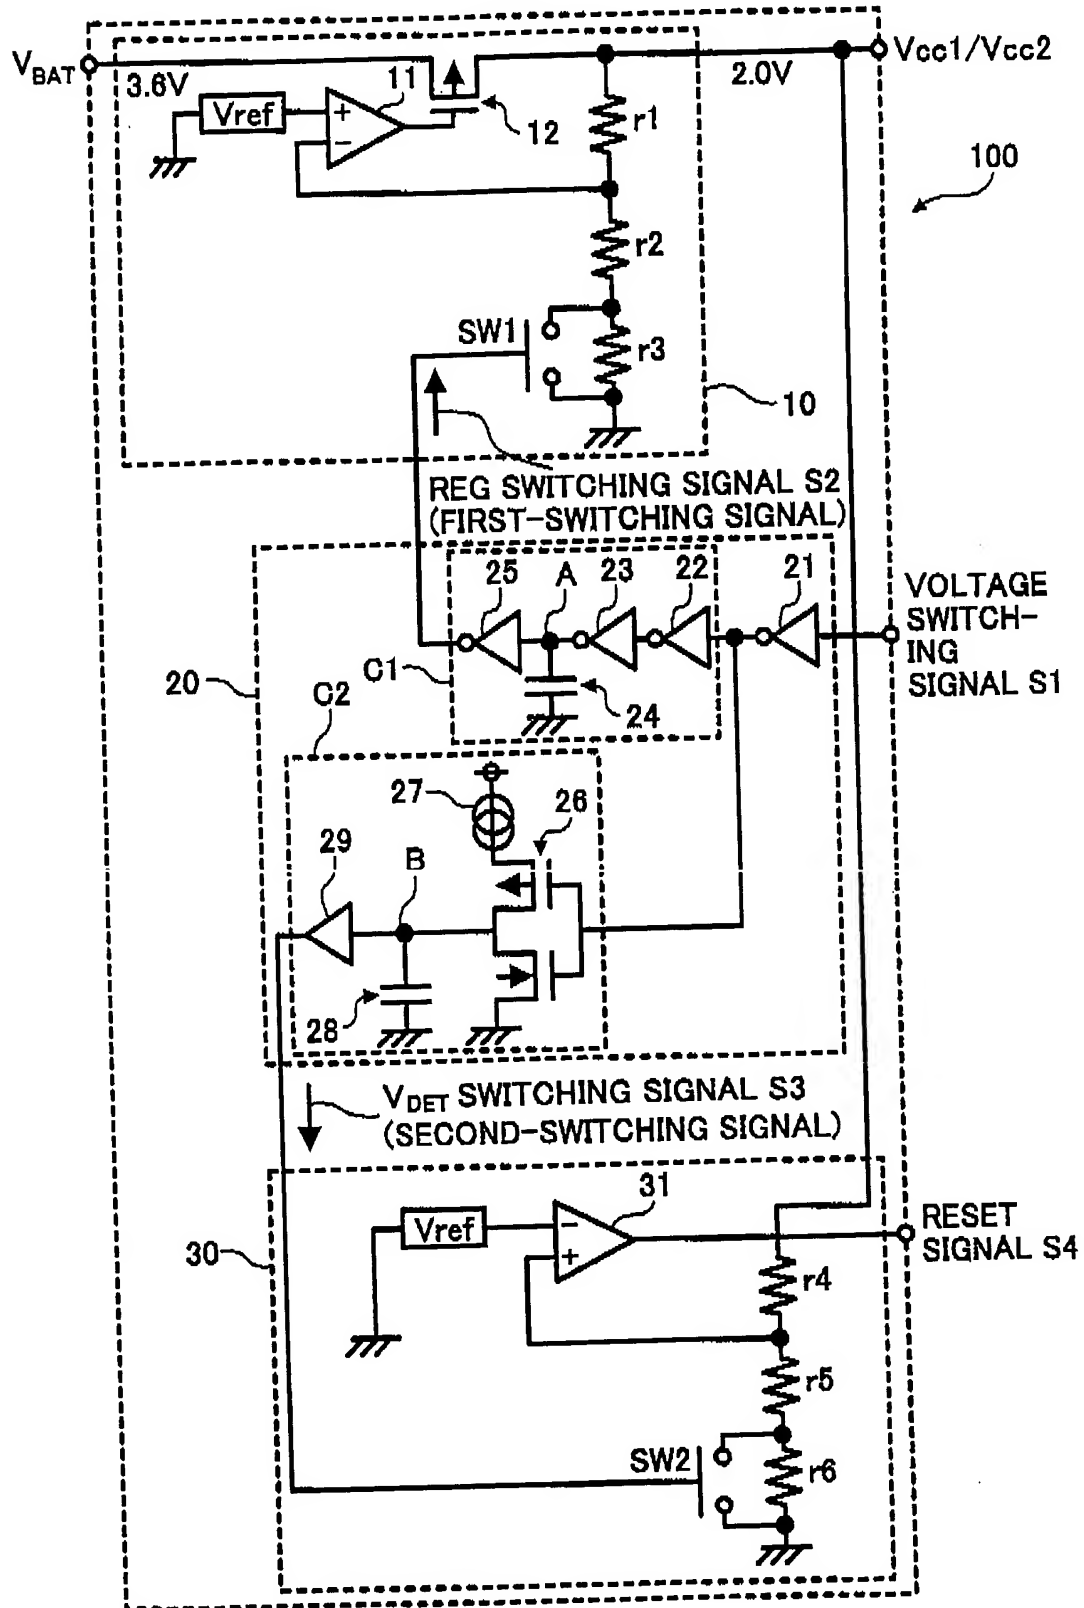 VBAT
3.6V
11
2.0V
Vcc1/Vcc2
Vref
+
−
12
r1
100
r2
SW1
r3
10
REG SWITCHING SIGNAL S2
(FIRST-SWITCHING SIGNAL)
25
A
23
22
21
VOLTAGE
SWITCH-
ING
SIGNAL S1
20
C1
24
C2
27
26
29
B
28
VDET SWITCHING SIGNAL S3
(SECOND-SWITCHING SIGNAL)
31
Vref
−
+
RESET
SIGNAL S4
30
r4
r5
SW2
r6